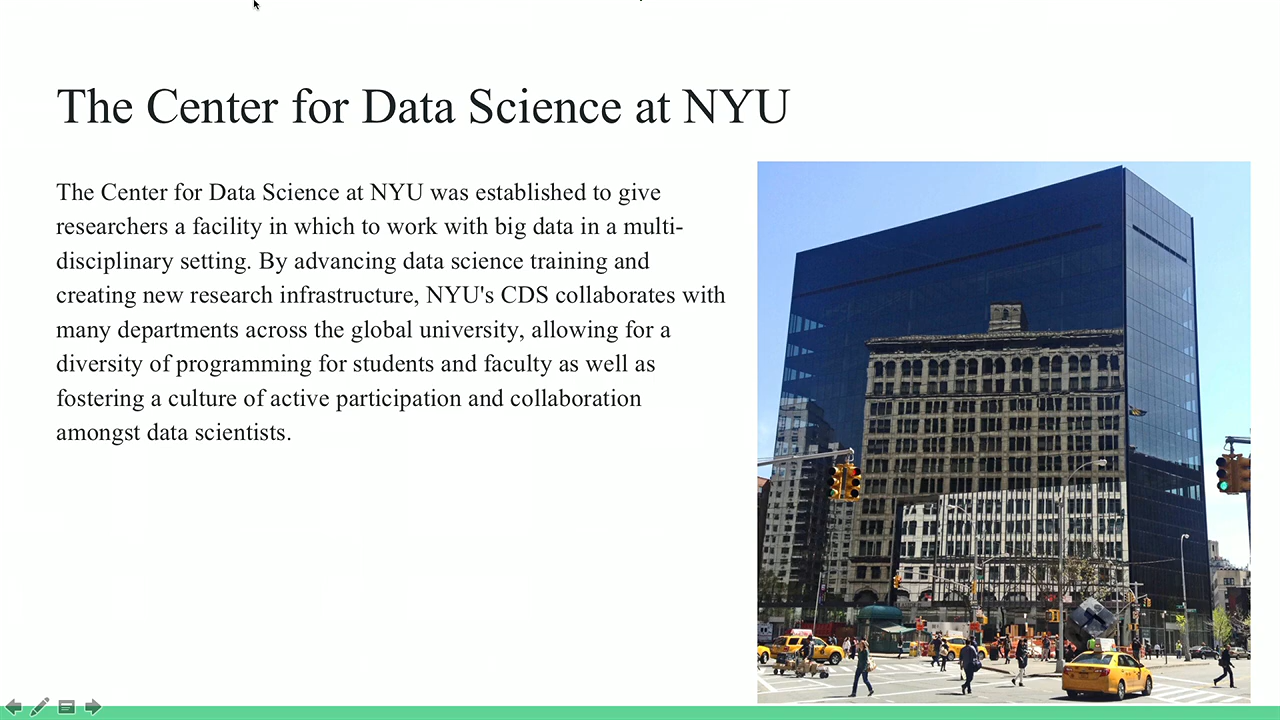 The Center for Data Science at NYU
The Center for Data Science at NYU was established to give
researchers a facility in which to work with big data in a multi-
disciplinary setting. By advancing data science training and
creating new research infrastructure, NYU's CDS collaborates with
many departments across the global university, allowing for a
diversity of programming for students and faculty as well as
fostering a culture of active participation and collaboration
amongst data scientists.